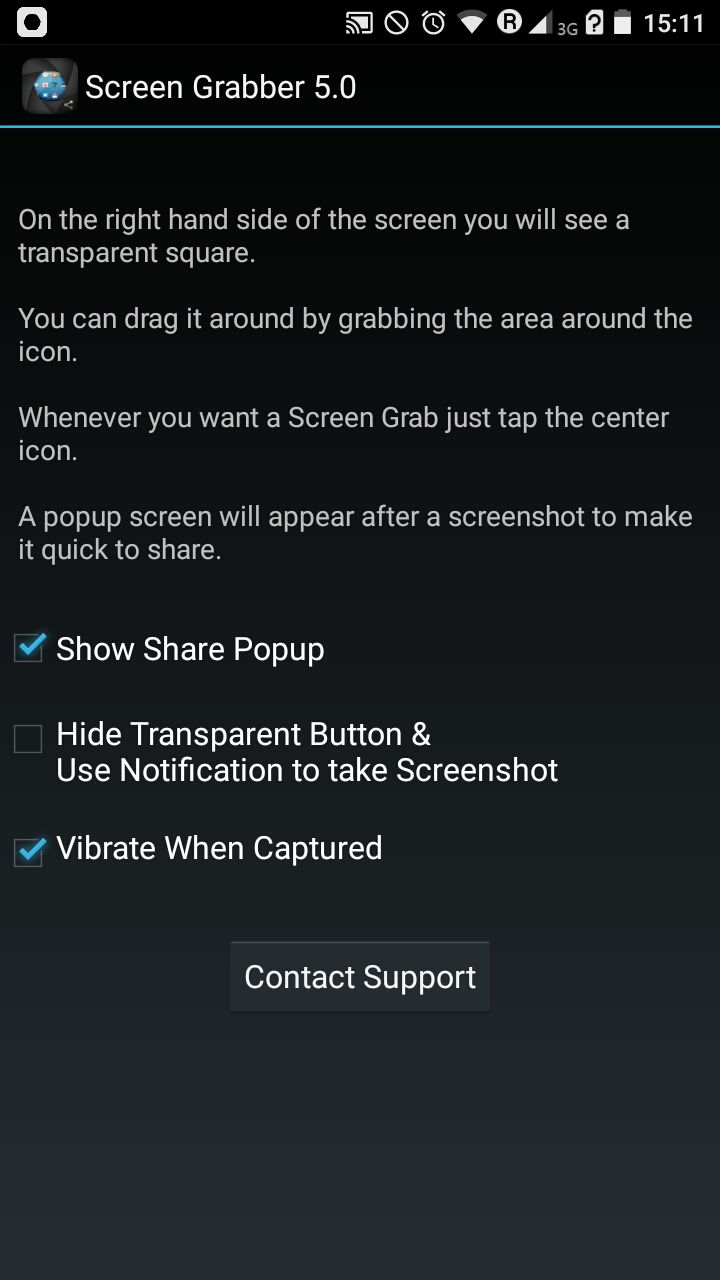 R 3G ? 15:11
Screen Grabber 5.0
On the right hand side of the screen you will see a
transparent square.
You can drag it around by grabbing the area around the
icon.
Whenever you want a Screen Grab just tap the center
icon.
A popup screen will appear after a screenshot to make
it quick to share.
Show Share Popup
Hide Transparent Button &
Use Notification to take Screenshot
Vibrate When Captured
Contact Support